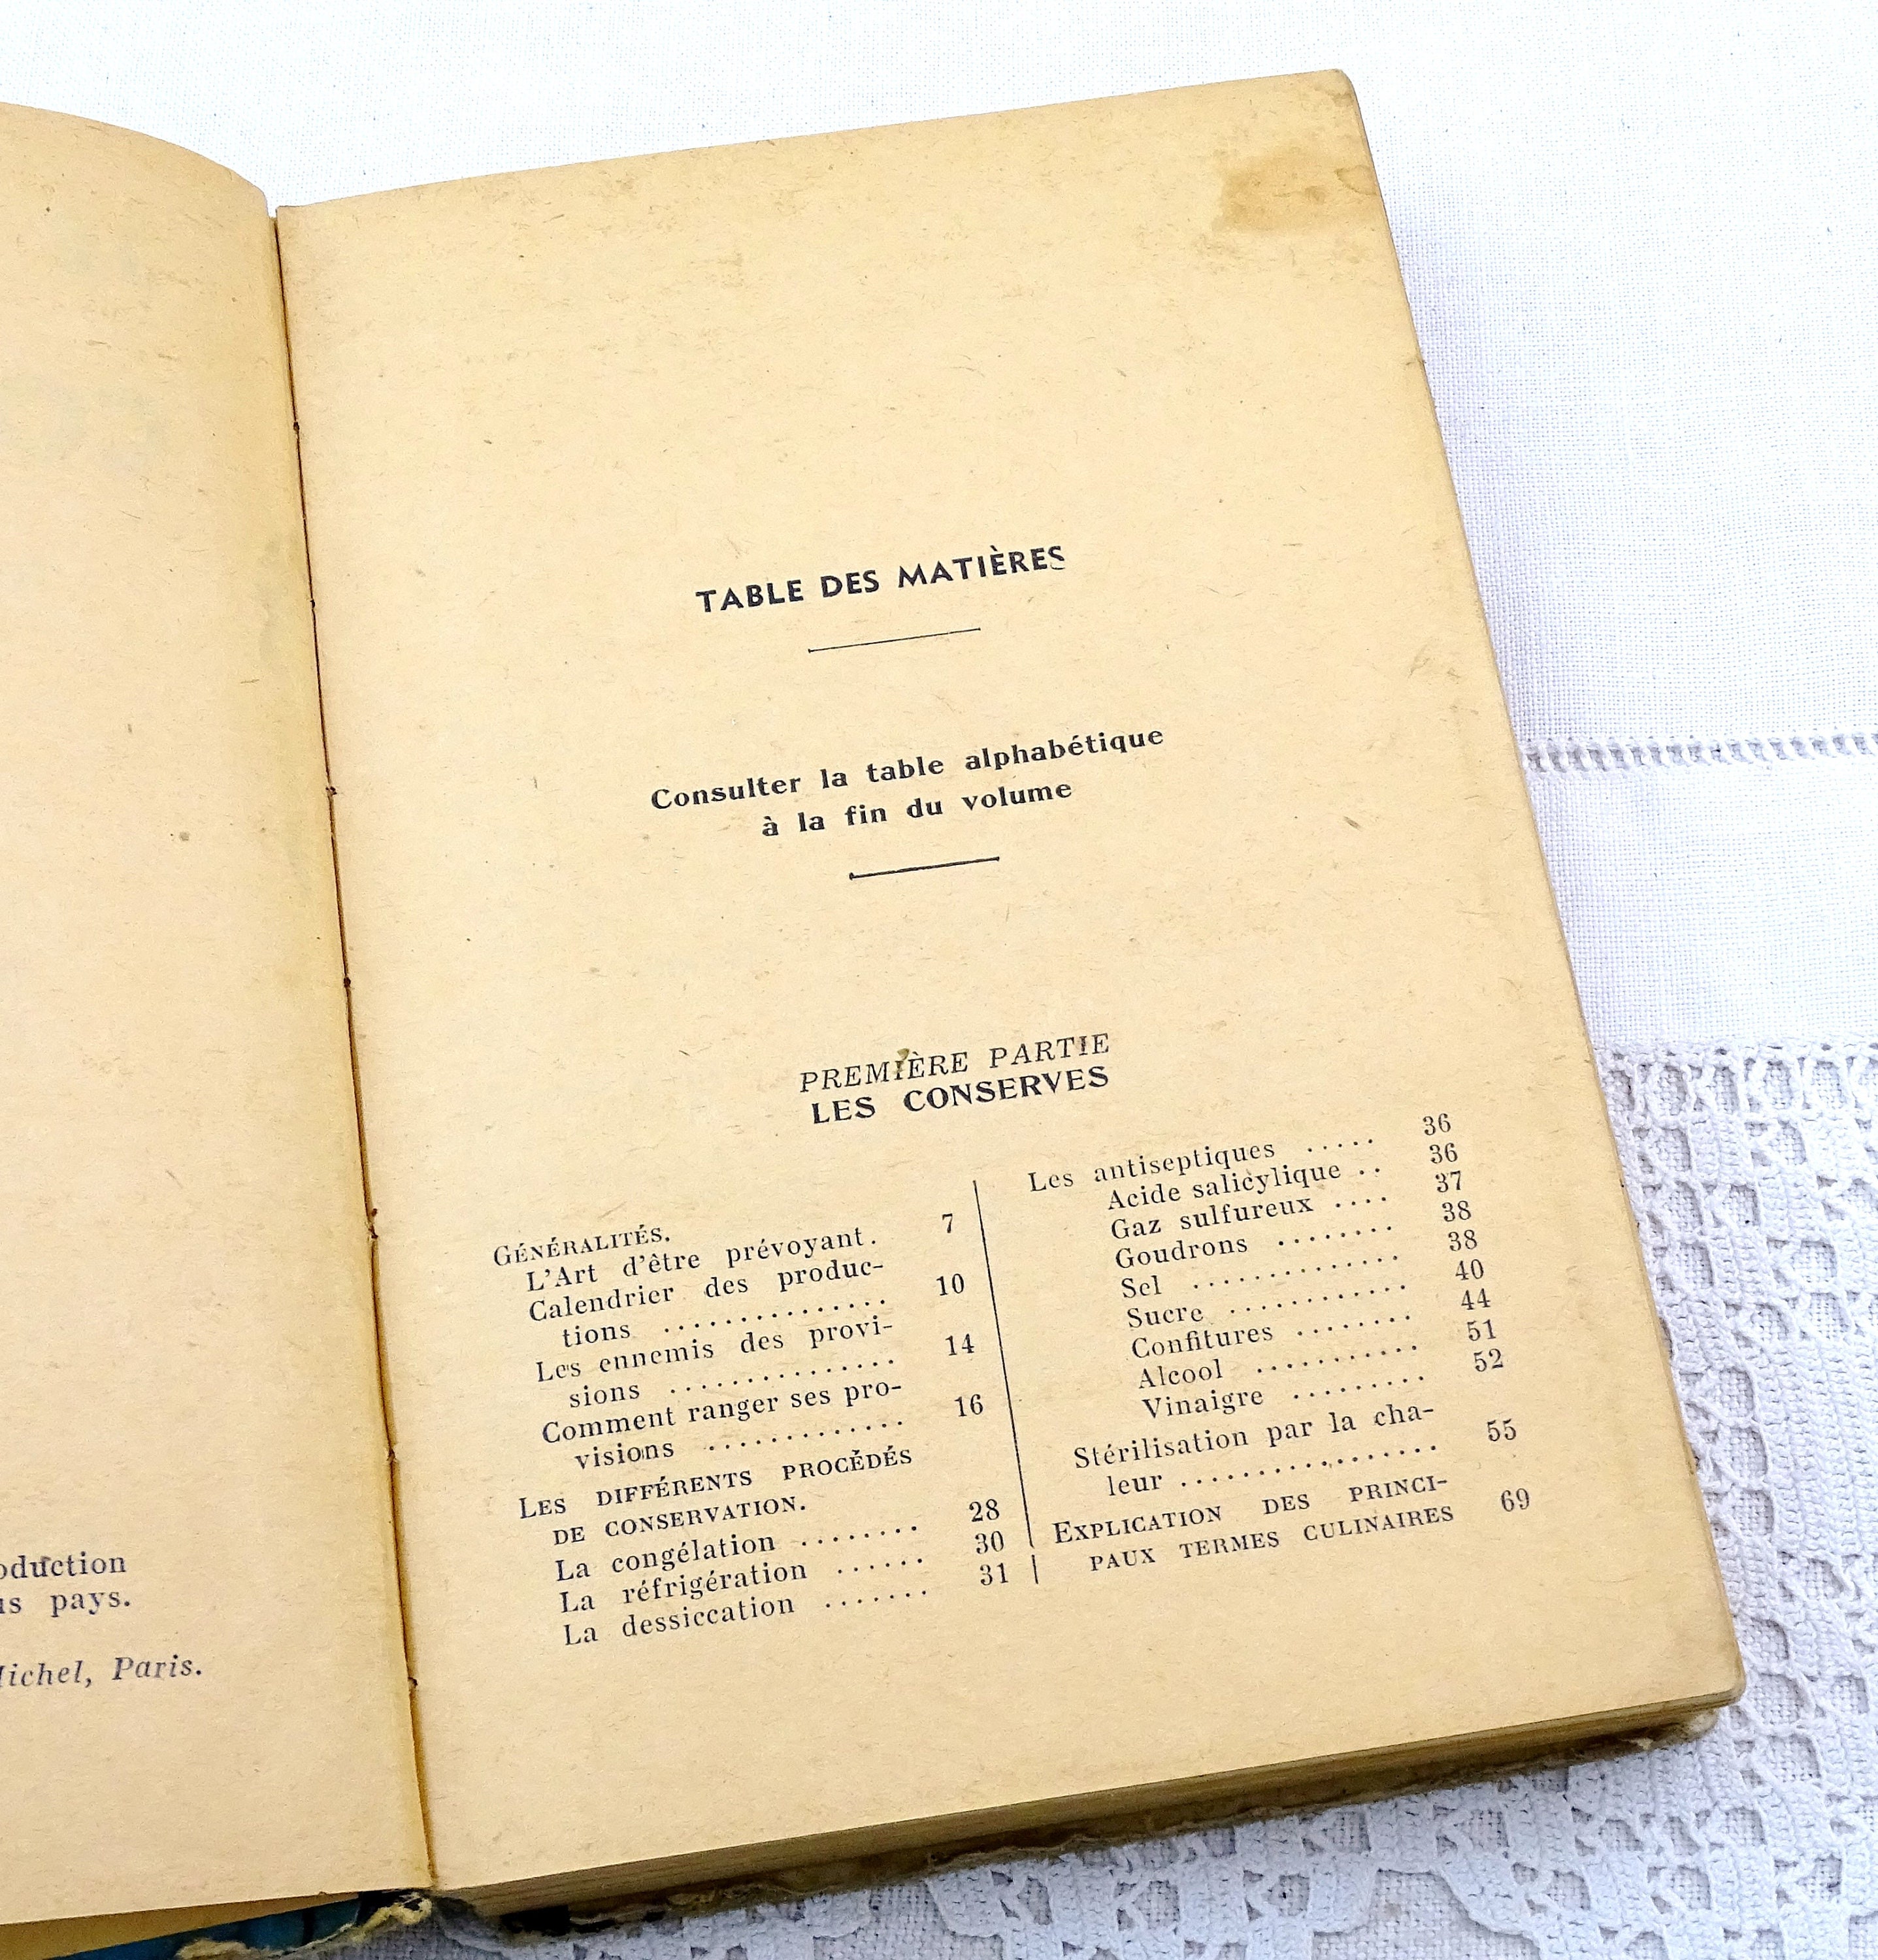 oduction
us pays.
Michel, Paris.
TABLE DES MATIÈRES
Consulter la table alphabétique
à la fin du volume
PREMIÈRE PARTIE
LES CONSERVES
GÉNÉRALITÉS.
L'Art d'être prévoyant. 7
Calendrier des produc-
tions ............... 10
Les ennemis des provi-
sions ............... 14
Comment ranger ses pro-
visions ............. 16
LES DIFFÉRENTS PROCÉDÉS
DE CONSERVATION.
La congélation ........ 28
La réfrigération ...... 30
La dessiccation ....... 31
Les antiseptiques ..... 36
Acide salicylique .. 36
Gaz sulfureux .... 37
Goudrons ........ 38
Sel .............. 38
Sucre ............ 40
Confitures ........ 44
Alcool ........... 51
Vinaigre ......... 52
Stérilisation par la cha-
leur ................. 55
EXPLICATION DES PRINCI-
PAUX TERMES CULINAIRES 69